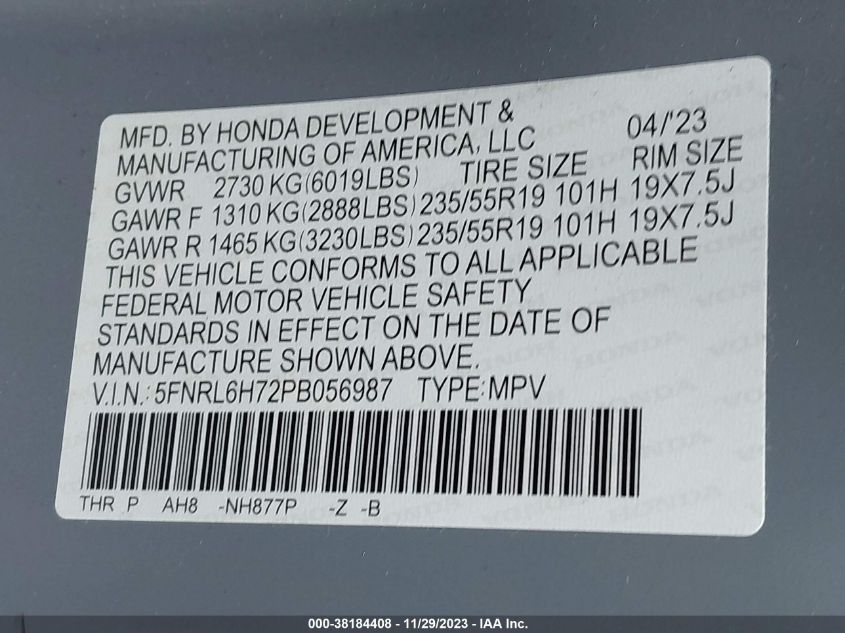 MFD. BY HONDA DEVELOPMENT &
MANUFACTURING OF AMERICA, LLC 04/'23
GVWR 2730 KG(6019LBS) TIRE SIZE RIM SIZE
GAWR F 1310 KG(2888LBS) 235/55R19 101H 19X7.5J
GAWR R 1465 KG(3230LBS) 235/55R19 101H 19X7.5J
THIS VEHICLE CONFORMS TO ALL APPLICABLE
FEDERAL MOTOR VEHICLE SAFETY
STANDARDS IN EFFECT ON THE DATE OF
MANUFACTURE SHOWN ABOVE.
V.I.N.: 5FNRL6H72PB056987 TYPE: MPV
THR P AH8 -NH877P -Z -B
000-38184408 - 11/29/2023 - IAA Inc.